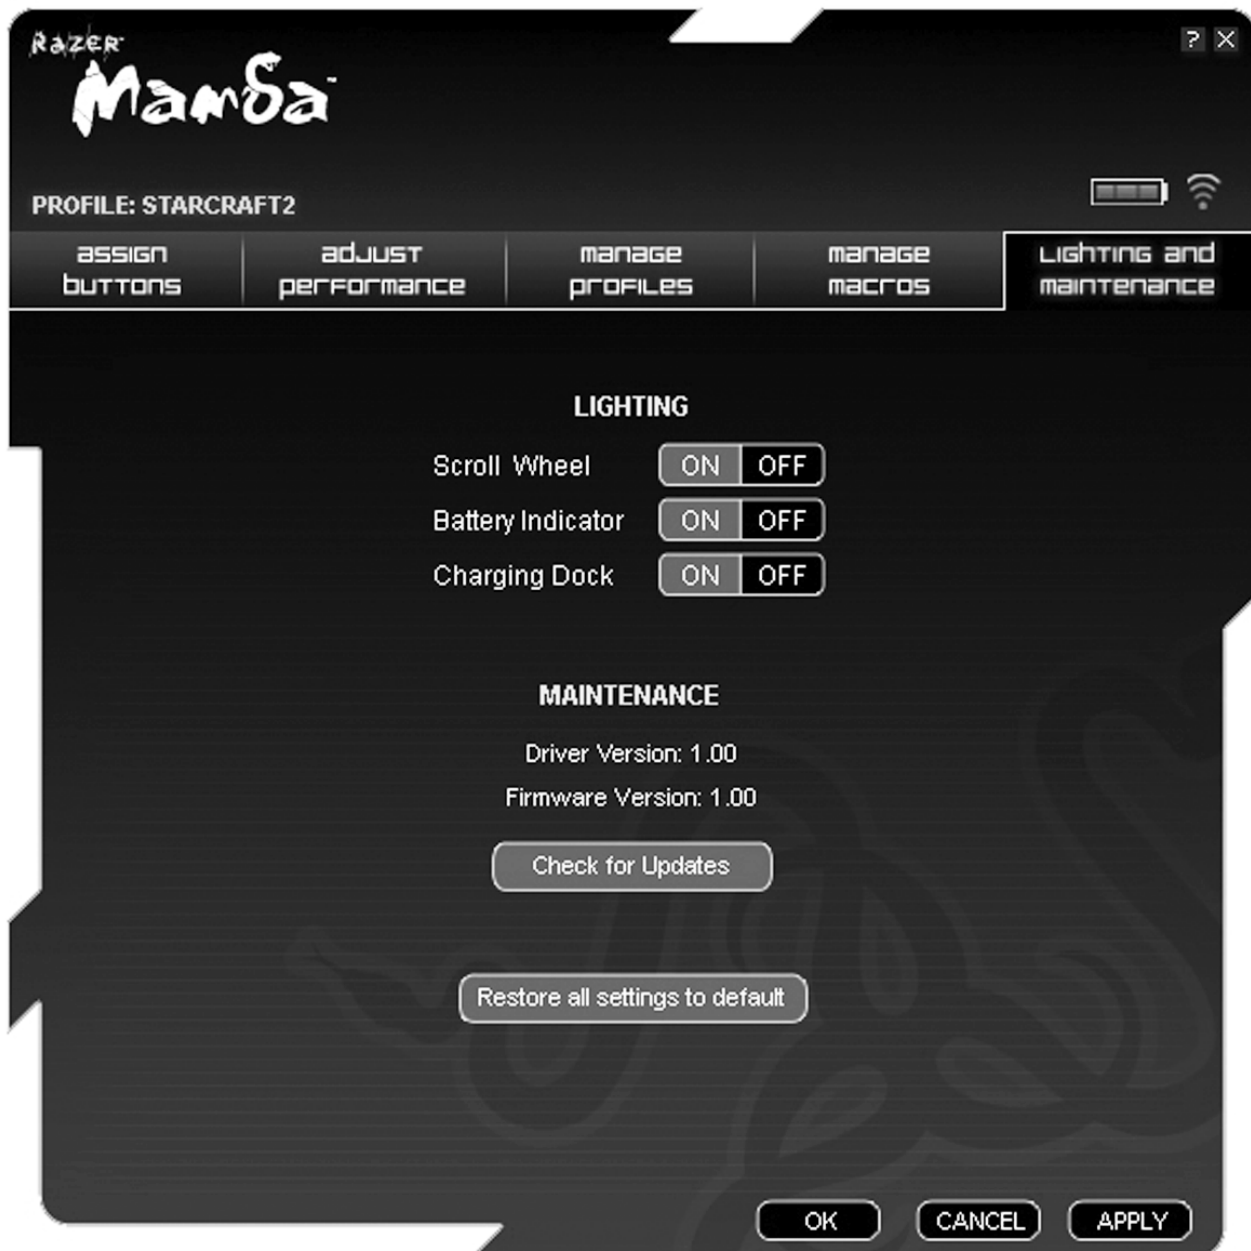 RAZER™
Mamba™
? X
PROFILE: STARCRAFT2
assign buttons
adjust performance
manage profiles
manage macros
Lighting and maintenance
LIGHTING
Scroll Wheel ON OFF
Battery Indicator ON OFF
Charging Dock ON OFF
MAINTENANCE
Driver Version: 1.00
Firmware Version: 1.00
Check for Updates
Restore all settings to default
OK CANCEL APPLY